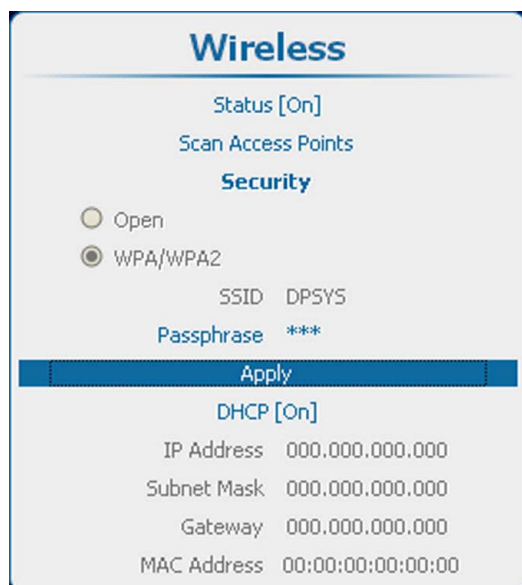 Wireless
Status [On]
Scan Access Points
Security
Open
WPA/WPA2
SSID DPSYS
Passphrase ***
Apply
DHCP [On]
IP Address 000.000.000.000
Subnet Mask 000.000.000.000
Gateway 000.000.000.000
MAC Address 00:00:00:00:00:00